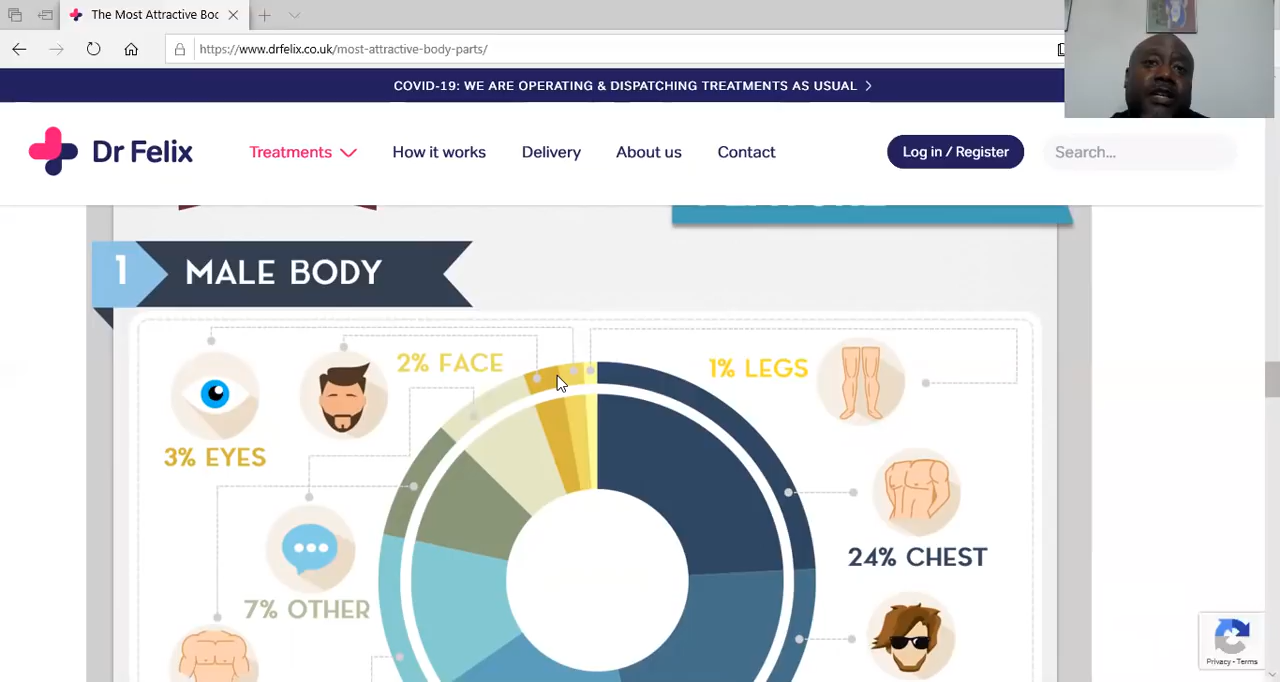 The Most Attractive Boc
https://www.drfelix.co.uk/most-attractive-body-parts/
COVID-19: WE ARE OPERATING & DISPATCHING TREATMENTS AS USUAL
Dr Felix
Treatments
How it works
Delivery
About us
Contact
Log in / Register
Search...
1 MALE BODY
2% FACE
1% LEGS
3% EYES
24% CHEST
7% OTHER
Privacy - Terms